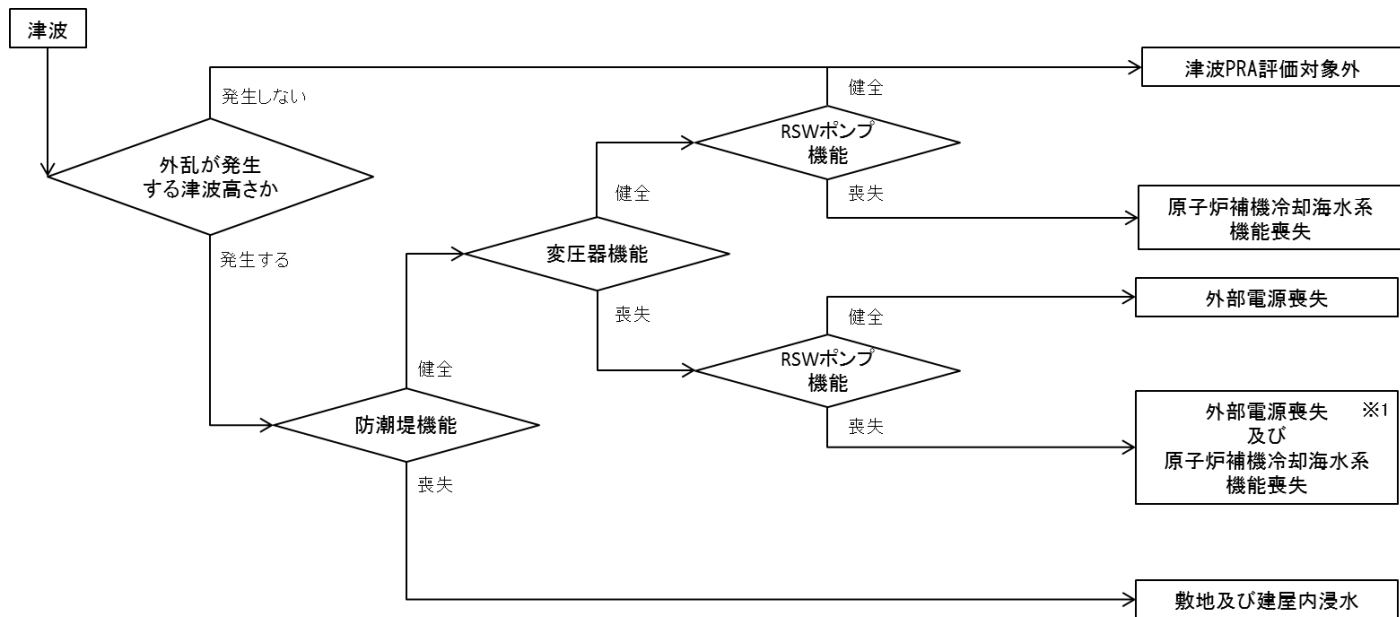 津波
外乱が発生
する津波高さか
発生しない
発生する
防潮堤機能
健全
喪失
変圧器機能
健全
喪失
RSWポンプ
機能
健全
喪失
RSWポンプ
機能
健全
喪失
津波PRA評価対象外
原子炉補機冷却海水系
機能喪失
外部電源喪失
外部電源喪失 ※1
及び
原子炉補機冷却海水系
機能喪失
敷地及び建屋内浸水